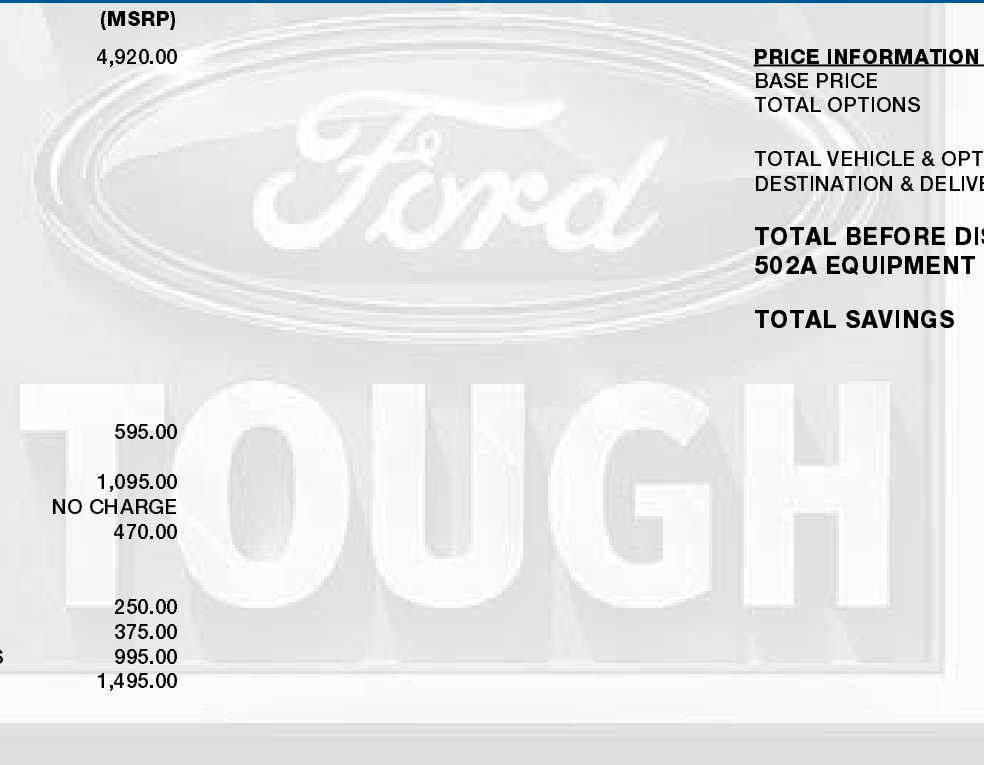 (MSRP)
4,920.00
595.00
1,095.00
NO CHARGE
470.00
250.00
375.00
S 995.00
1,495.00
PRICE INFORMATION
BASE PRICE
TOTAL OPTIONS
TOTAL VEHICLE & OPT
DESTINATION & DELIVE
TOTAL BEFORE DIS
502A EQUIPMENT
TOTAL SAVINGS
Ford
TOUGH